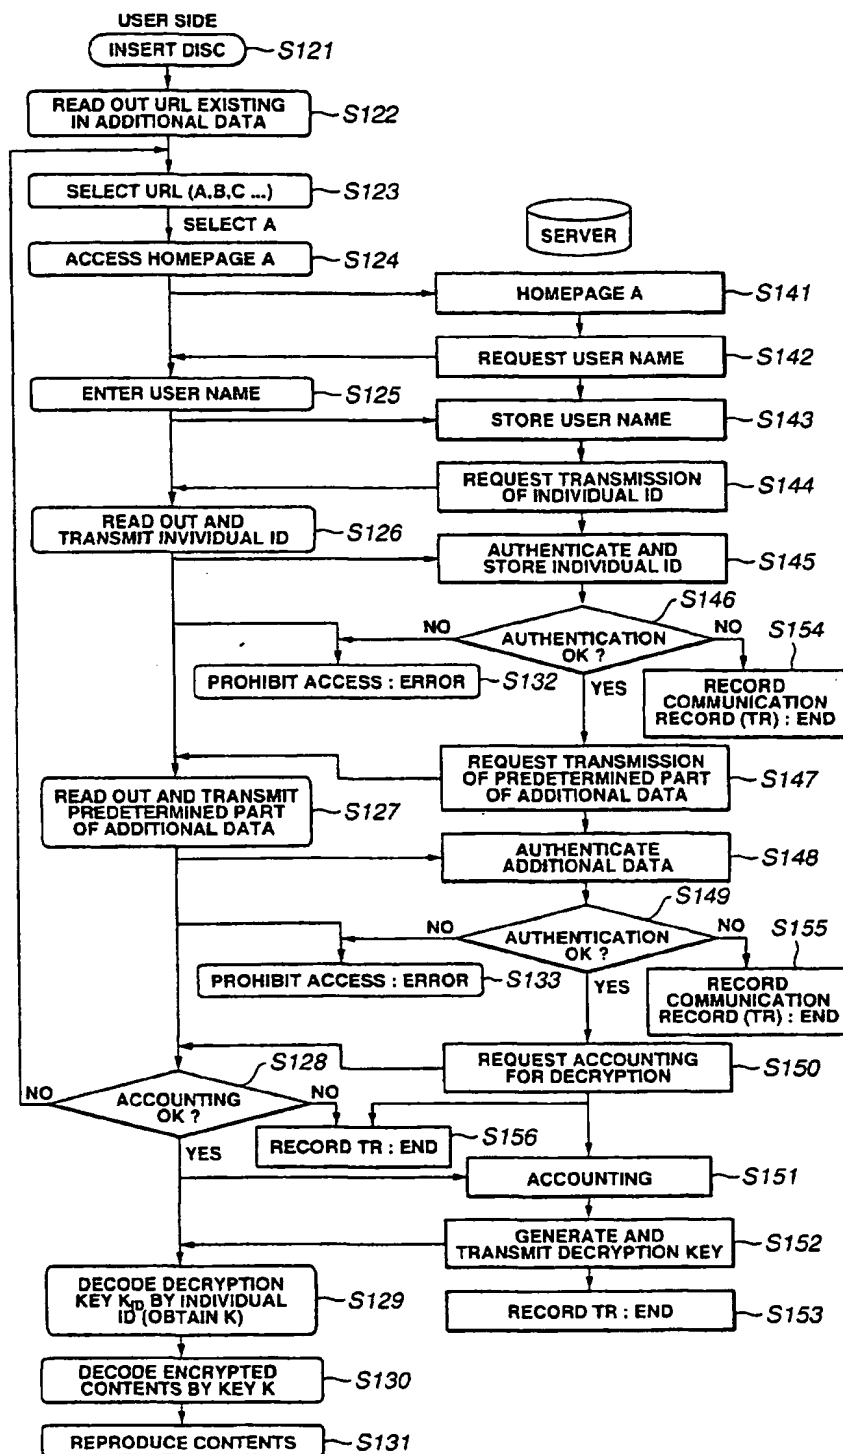 USER SIDE
INSERT DISC
S121
READ OUT URL EXISTING
IN ADDITIONAL DATA
S122
SELECT URL (A,B,C ...)
S123
SELECT A
ACCESS HOMEPAGE A
S124
SERVER
HOMEPAGE A
S141
REQUEST USER NAME
S142
ENTER USER NAME
S125
STORE USER NAME
S143
REQUEST TRANSMISSION
OF INDIVIDUAL ID
S144
READ OUT AND
TRANSMIT INVIVIDUAL ID
S126
AUTHENTICATE AND
STORE INDIVIDUAL ID
S145
S146
NO
AUTHENTICATION
OK ?
NO
S154
PROHIBIT ACCESS : ERROR
S132
YES
RECORD
COMMUNICATION
RECORD (TR) : END
REQUEST TRANSMISSION
OF PREDETERMINED PART
OF ADDITIONAL DATA
S147
READ OUT AND TRANSMIT
PREDETERMINED PART
OF ADDITIONAL DATA
S127
AUTHENTICATE
ADDITIONAL DATA
S148
S149
NO
AUTHENTICATION
OK ?
NO
S155
PROHIBIT ACCESS : ERROR
S133
YES
RECORD
COMMUNICATION
RECORD (TR) : END
REQUEST ACCOUNTING
FOR DECRYPTION
S150
S128
NO
ACCOUNTING
OK ?
NO
RECORD TR : END
S156
YES
ACCOUNTING
S151
GENERATE AND
TRANSMIT DECRYPTION KEY
S152
DECODE DECRYPTION
KEY KID BY INDIVIDUAL
ID (OBTAIN K)
S129
RECORD TR : END
S153
DECODE ENCRYPTED
CONTENTS BY KEY K
S130
REPRODUCE CONTENTS
S131